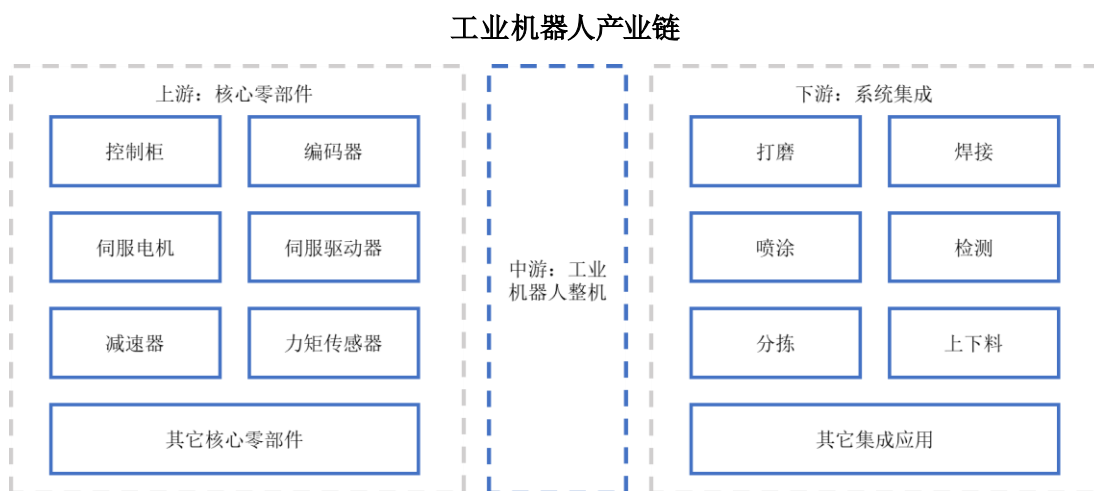 工业机器人产业链
上游：核心零部件
控制柜
编码器
伺服电机
伺服驱动器
减速器
力矩传感器
其它核心零部件
中游：工业
机器人整机
下游：系统集成
打磨
焊接
喷涂
检测
分拣
上下料
其它集成应用